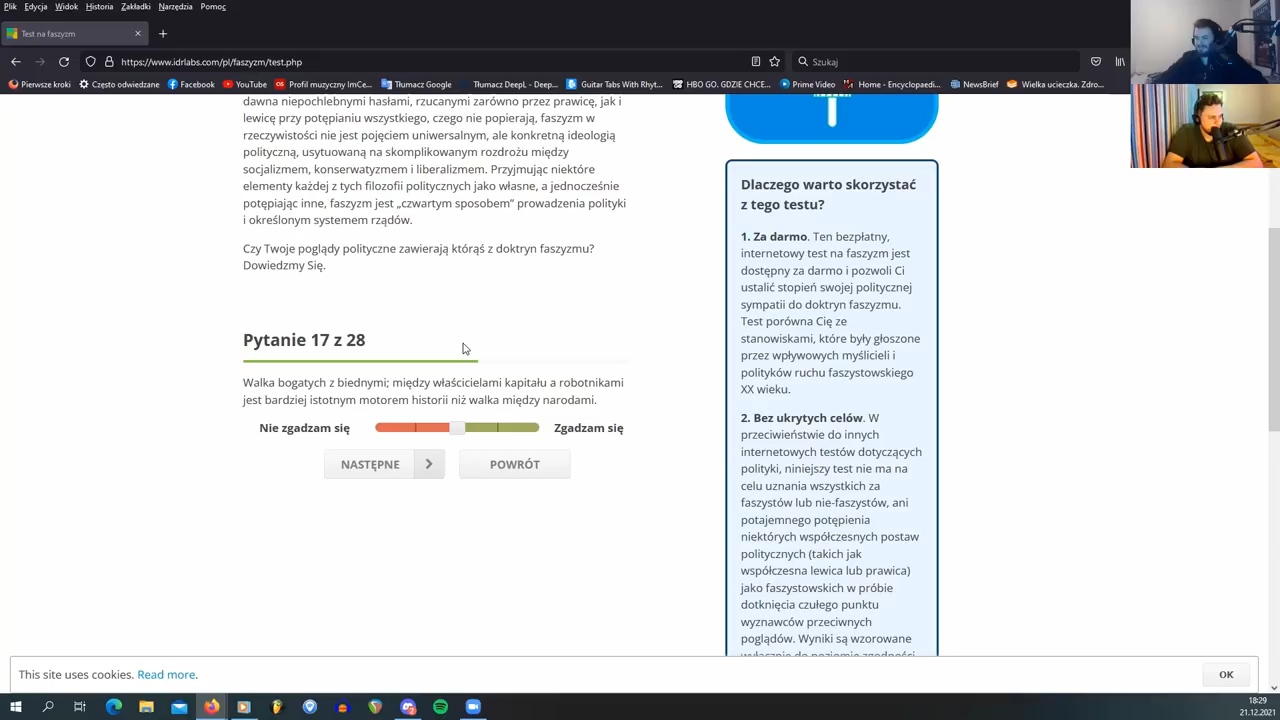 Plik Edycja Widok Historia Zakładki Narzędzia Pomoc
Test na faszyzm
https://www.idrlabs.com/pl/faszyzm/test.php
Szukaj
Pierwsze kroki Często odwiedzane Facebook YouTube Profil muzyczny ImCe... Tłumacz Google Tłumacz DeepL - Deep... Guitar Tabs With Rhyt... HBO GO. GDZIE CHCE... Prime Video Home - Encyclopaedi... NewsBrief Wielka ucieczka. Zdro...
dawna niepochlebnymi hasłami, rzucanymi zarówno przez prawicę, jak i
lewicę przy potępianiu wszystkiego, czego nie popierają, faszyzm w
rzeczywistości nie jest pojęciem uniwersalnym, ale konkretną ideologią
polityczną, usytuowaną na skomplikowanym rozdrożu między
socjalizmem, konserwatyzmem i liberalizmem. Przyjmując niektóre
elementy każdej z tych filozofii politycznych jako własne, a jednocześnie
potępiając inne, faszyzm jest „czwartym sposobem” prowadzenia polityki
i określonym systemem rządów.
Czy Twoje poglądy polityczne zawierają którąś z doktryn faszyzmu?
Dowiedzmy Się.
Pytanie 17 z 28
Walka bogatych z biednymi; między właścicielami kapitału a robotnikami
jest bardziej istotnym motorem historii niż walka między narodami.
Nie zgadzam się Zgadzam się
NASTĘPNE POWRÓT
Dlaczego warto skorzystać
z tego testu?
1. Za darmo. Ten bezpłatny,
internetowy test na faszyzm jest
dostępny za darmo i pozwoli Ci
ustalić stopień swojej politycznej
sympatii do doktryn faszyzmu.
Test porówna Cię ze
stanowiskami, które były głoszone
przez wpływowych myślicieli i
polityków ruchu faszystowskiego
XX wieku.
2. Bez ukrytych celów. W
przeciwieństwie do innych
internetowych testów dotyczących
polityki, niniejszy test nie ma na
celu uznania wszystkich za
faszystów lub nie-faszystów, ani
potajemnego potępienia
niektórych współczesnych postaw
politycznych (takich jak
współczesna lewica lub prawica)
jako faszystowskich w próbie
dotknięcia czułego punktu
wyznawców przeciwnych
poglądów. Wyniki są wzorowane
wyłącznie do poziomie zgodności
This site uses cookies. Read more.
OK
18:29
21.12.2021